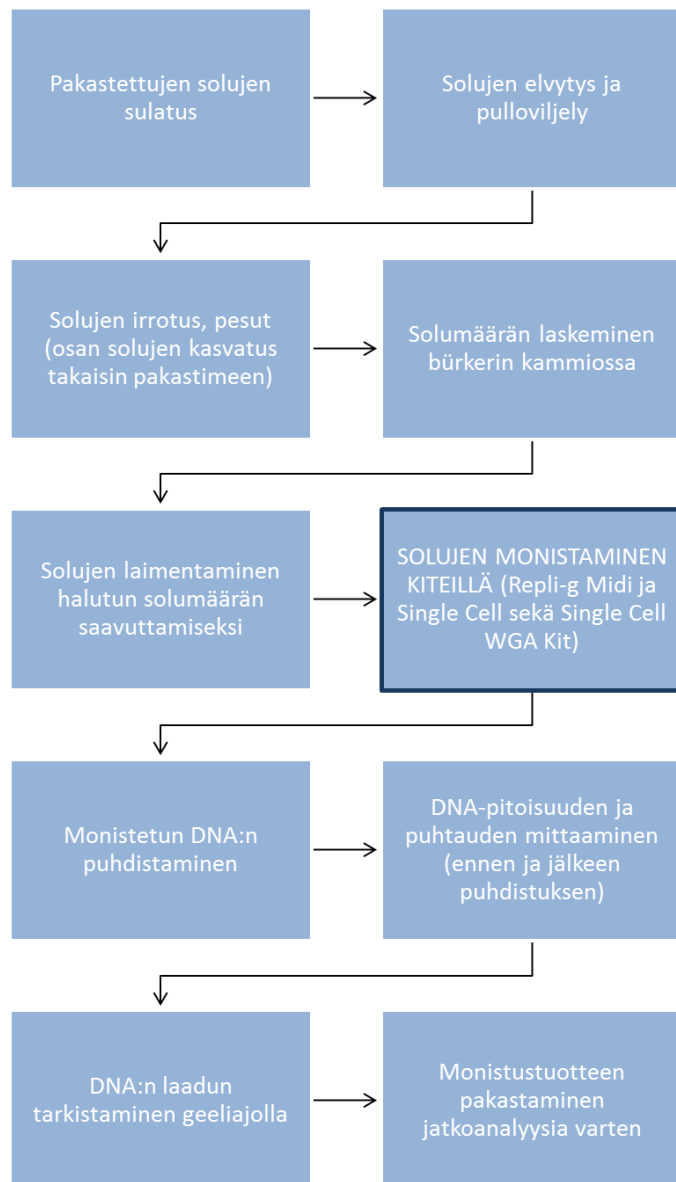 Pakastettujen solujen
sulatus
Solujen elvytys ja
pulloviljely
Solujen irrotus, pesut
(osan solujen kasvatus
takaisin pakastimeen)
Solumäärän laskeminen
bürkerin kammiossa
Solujen laimentaminen
halutun solumäärän
saavuttamiseksi
SOLUJEN MONISTAMINEN
KITEILLÄ (Repli-g Midi ja
Single Cell sekä Single Cell
WGA Kit)
Monistetun DNA:n
puhdistaminen
DNA-pitoisuuden ja
puhtauden mittaaminen
(ennen ja jälkeen
puhdistuksen)
DNA:n laadun
tarkistaminen geeliajolla
Monistustuotteen
pakastaminen
jatkoanalyysia varten